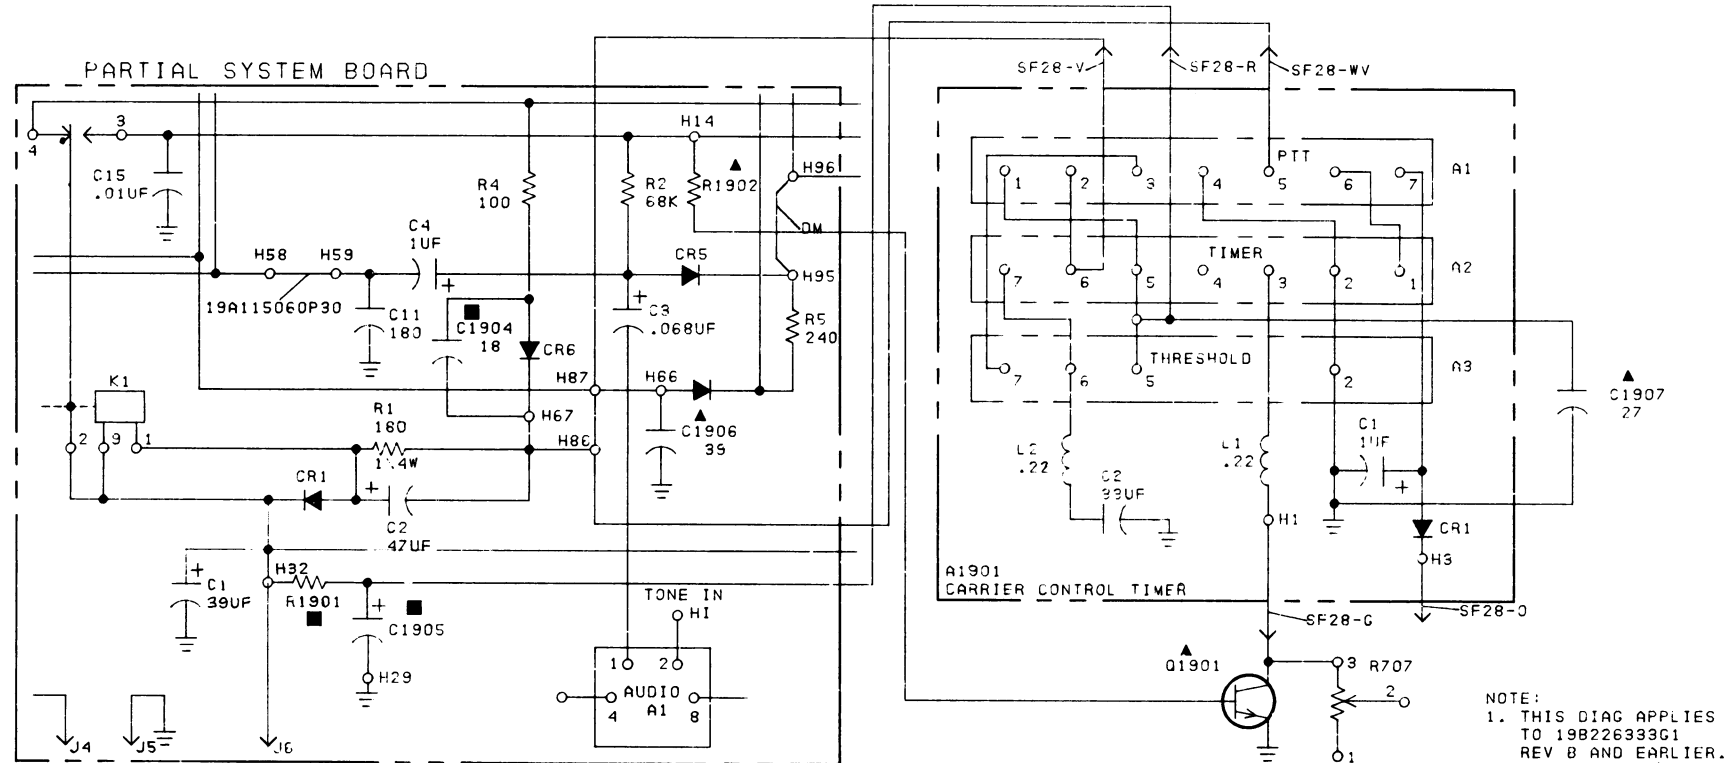 PARTIAL SYSTEM BOARD
SF28-V
SF28-R
SF28-WV
4
3
C15
.01UF
R4
100
R2
68K
H14
R1902
H96
DM
H95
H58
H59
19A115060P30
C4
1UF
+
C11
180
C1904
18
CR6
+
C3
.068UF
CR5
R5
240
H87
H66
H67
H86
C1906
39
K1
2
9
1
R1
180
CR1
+
C2
47UF
+
C1
39UF
H32
R1901
+
C1905
H29
TONE IN
HI
1
2
AUDIO
A1
4
8
J4
J5
J6
PTT
1
2
3
4
5
6
7
A1
TIMER
7
6
5
4
3
2
1
A2
THRESHOLD
7
6
5
2
A3
L2
.22
C2
33UF
L1
.22
C1
1UF
+
C1907
27
H1
CR1
H3
A1901
CARRIER CONTROL TIMER
SF28-G
SF28-O
Q1901
3
R707
2
1
NOTE:
1. THIS DIAG APPLIES
TO 19B226333G1
REV B AND EARLIER.